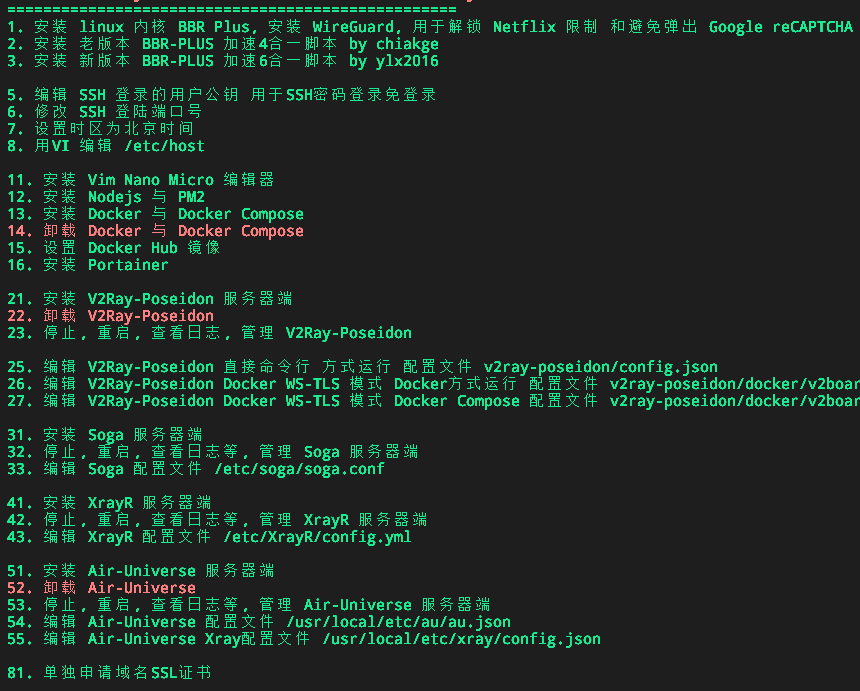 ==================================================
1. 安装 linux 内核 BBR Plus, 安装 WireGuard, 用于解锁 Netflix 限制 和避免弹出 Google reCAPTCHA
2. 安装 老版本 BBR-PLUS 加速4合一脚本 by chiakge
3. 安装 新版本 BBR-PLUS 加速6合一脚本 by ylx2016
5. 编辑 SSH 登录的用户公钥 用于SSH密码登录免登录
6. 修改 SSH 登陆端口号
7. 设置时区为北京时间
8. 用VI 编辑 /etc/host
11. 安装 Vim Nano Micro 编辑器
12. 安装 Nodejs 与 PM2
13. 安装 Docker 与 Docker Compose
14. 卸载 Docker 与 Docker Compose
15. 设置 Docker Hub 镜像
16. 安装 Portainer
21. 安装 V2Ray-Poseidon 服务器端
22. 卸载 V2Ray-Poseidon
23. 停止, 重启, 查看日志, 管理 V2Ray-Poseidon
25. 编辑 V2Ray-Poseidon 直接命令行 方式运行 配置文件 v2ray-poseidon/config.json
26. 编辑 V2Ray-Poseidon Docker WS-TLS 模式 Docker方式运行 配置文件 v2ray-poseidon/docker/v2boar
27. 编辑 V2Ray-Poseidon Docker WS-TLS 模式 Docker Compose 配置文件 v2ray-poseidon/docker/v2boar
31. 安装 Soga 服务器端
32. 停止, 重启, 查看日志等, 管理 Soga 服务器端
33. 编辑 Soga 配置文件 /etc/soga/soga.conf
41. 安装 XrayR 服务器端
42. 停止, 重启, 查看日志等, 管理 XrayR 服务器端
43. 编辑 XrayR 配置文件 /etc/XrayR/config.yml
51. 安装 Air-Universe 服务器端
52. 卸载 Air-Universe
53. 停止, 重启, 查看日志等, 管理 Air-Universe 服务器端
54. 编辑 Air-Universe 配置文件 /usr/local/etc/au/au.json
55. 编辑 Air-Universe Xray配置文件 /usr/local/etc/xray/config.json
81. 单独申请域名SSL证书